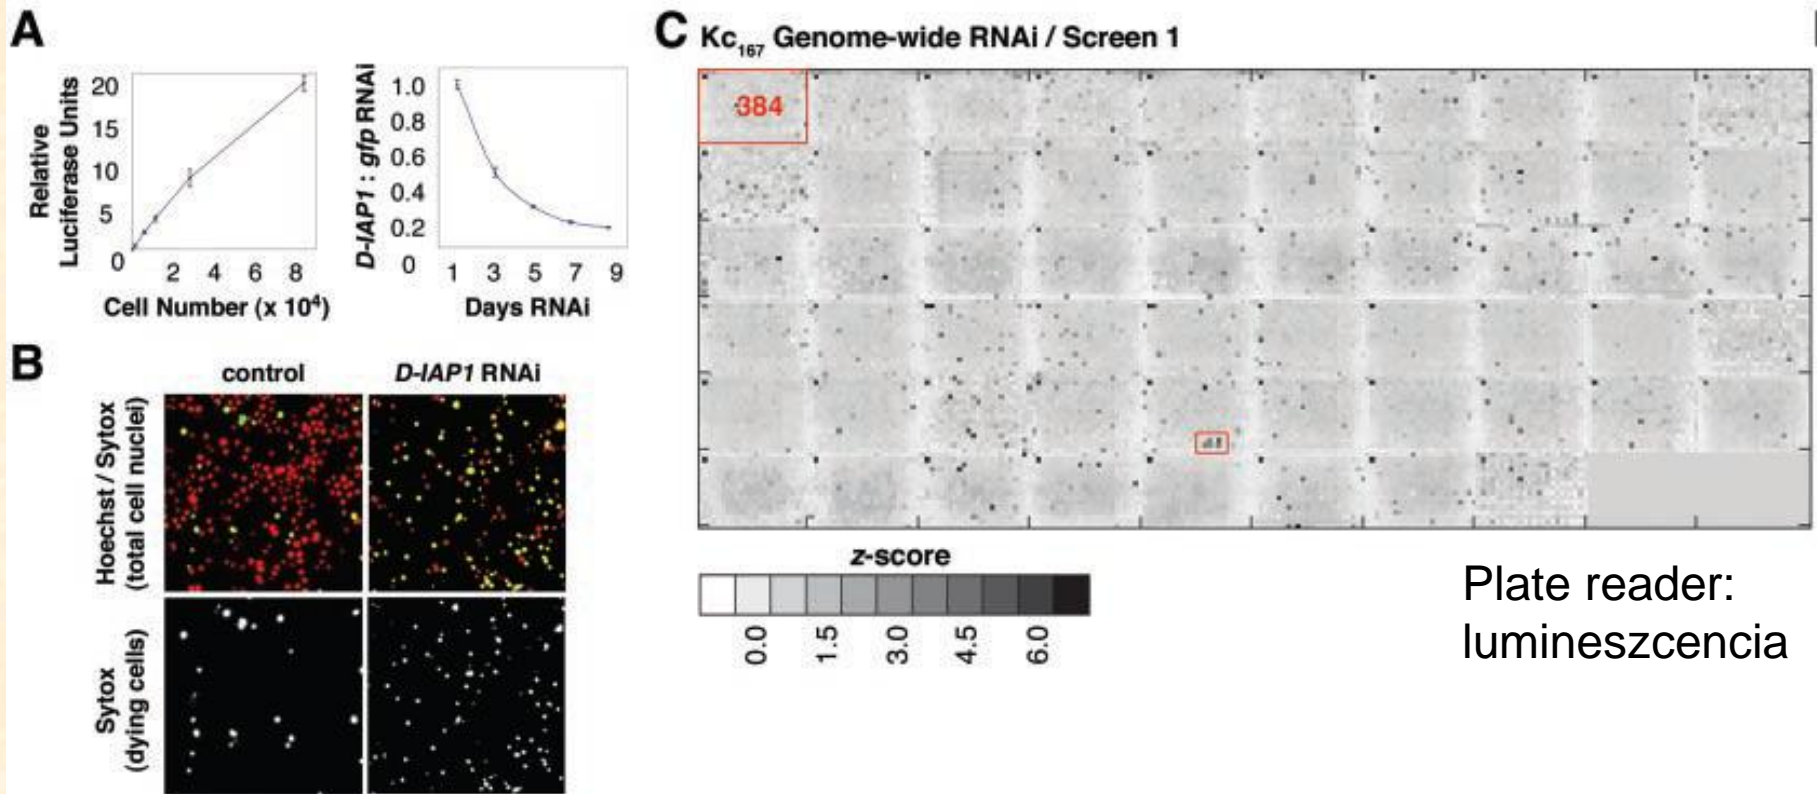 A
Relative
Luciferase Units
20
15
10
5
0
2 4 6 8
Cell Number (x 10⁴)
D-IAP1 : gfp RNAi
1.0
0.8
0.6
0.4
0.2
0
1 3 5 7 9
Days RNAi
B
control
D-IAP1 RNAi
Hoechst / Sytox
(total cell nuclei)
Sytox
(dying cells)
C Kc₁₆₇ Genome-wide RNAi / Screen 1
384
z-score
0.0 1.5 3.0 4.5 6.0
Plate reader:
lumineszcencia